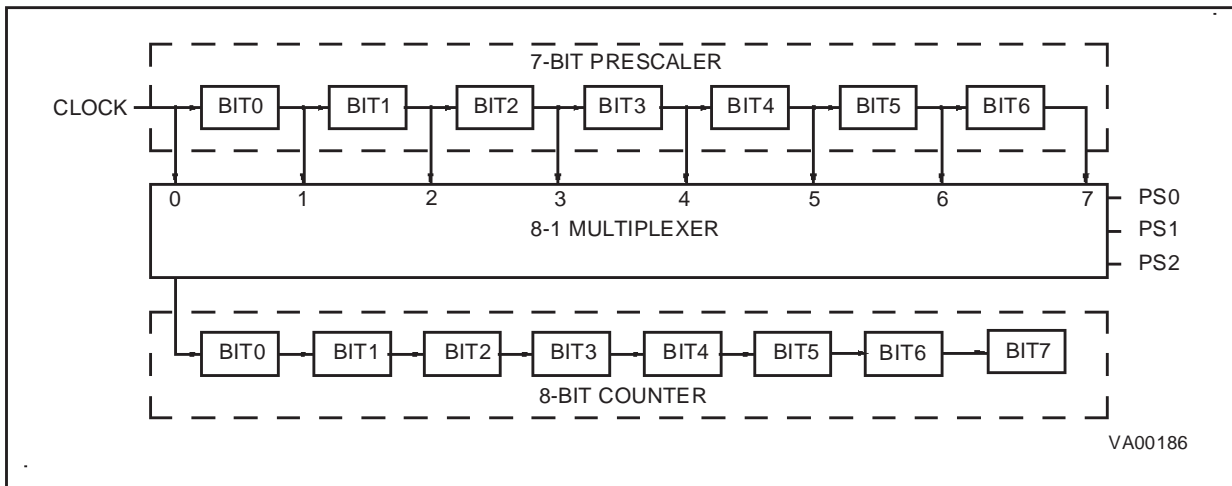 7-BIT PRESCALER
CLOCK BIT0 BIT1 BIT2 BIT3 BIT4 BIT5 BIT6
0 1 2 3 4 5 6 7 PS0
8-1 MULTIPLEXER PS1
PS2
BIT0 BIT1 BIT2 BIT3 BIT4 BIT5 BIT6 BIT7
8-BIT COUNTER
VA00186